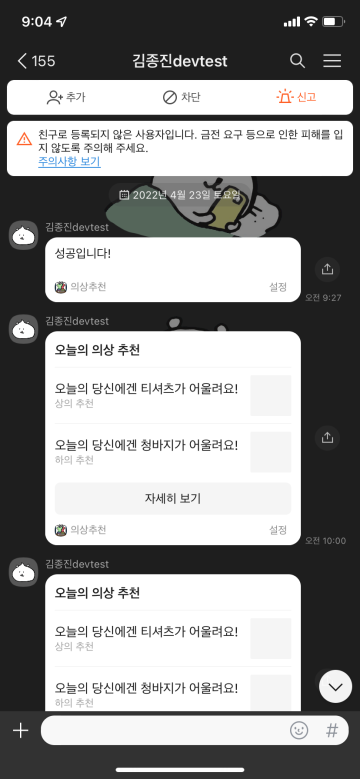 9:04
155
김종진devtest
추가
차단
신고
친구로 등록되지 않은 사용자입니다. 금전 요구 등으로 인한 피해를 입
지 않도록 주의해 주세요.
주의사항 보기
2022년 4월 23일 토요일
김종진devtest
성공입니다!
의상추천
설정
오전 9:27
김종진devtest
오늘의 의상 추천
오늘의 당신에겐 티셔츠가 어울려요!
상의 추천
오늘의 당신에겐 청바지가 어울려요!
하의 추천
자세히 보기
의상추천
설정
오전 10:00
김종진devtest
오늘의 의상 추천
오늘의 당신에겐 티셔츠가 어울려요!
상의 추천
오늘의 당신에겐 청바지가 어울려요!
하의 추천
#